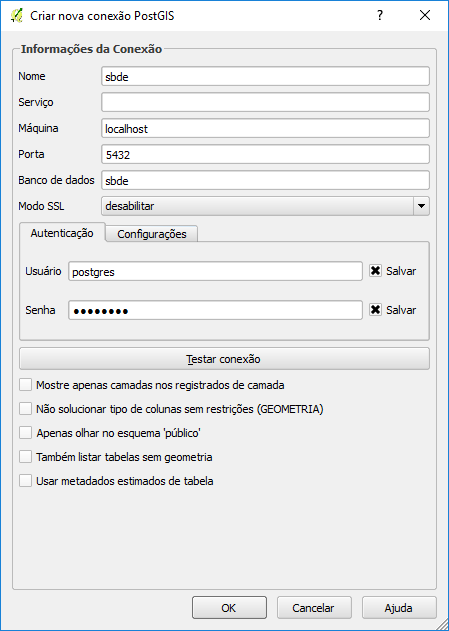 Criar nova conexão PostGIS
Informações da Conexão
Nome sbde
Serviço
Máquina localhost
Porta 5432
Banco de dados sbde
Modo SSL desabilitar
Autenticação Configurações
Usuário postgres Salvar
Senha ●●●●●●●● Salvar
Testar conexão
Mostre apenas camadas nos registrados de camada
Não solucionar tipo de colunas sem restrições (GEOMETRIA)
Apenas olhar no esquema 'público'
Também listar tabelas sem geometria
Usar metadados estimados de tabela
OK Cancelar Ajuda